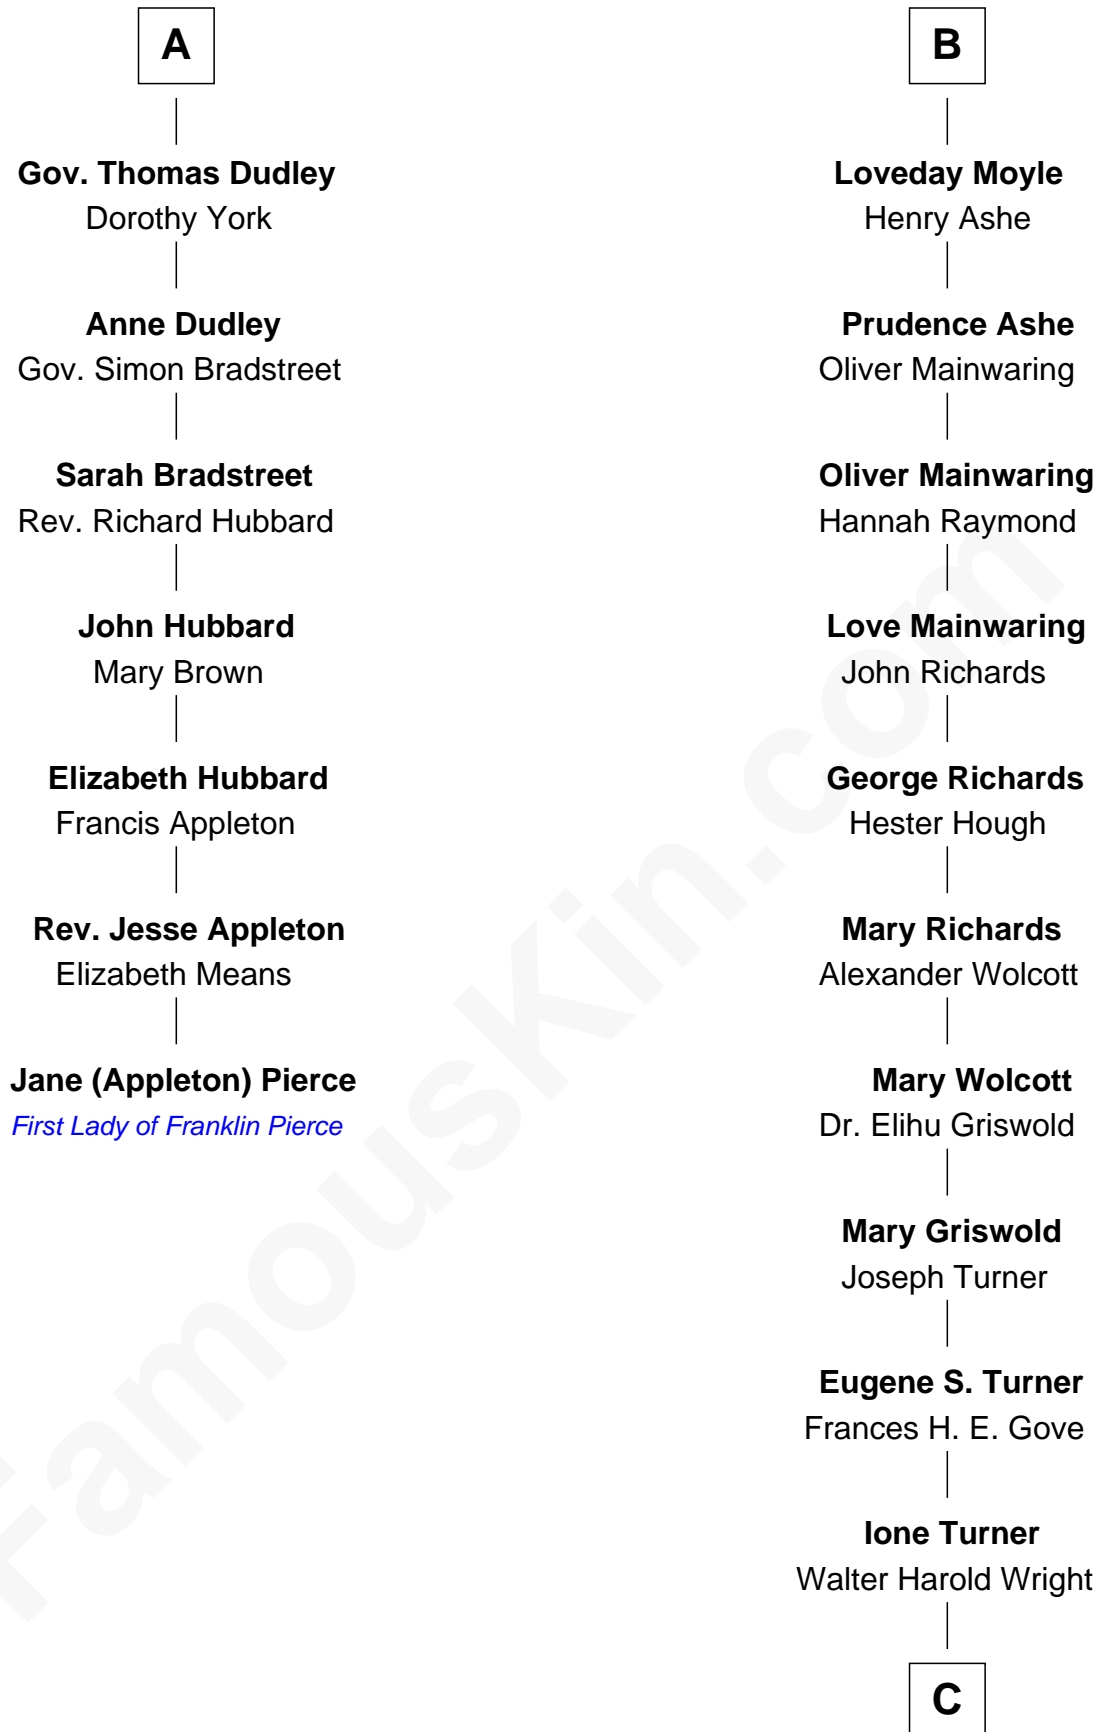 A
Gov. Thomas Dudley
Dorothy York
Anne Dudley
Gov. Simon Bradstreet
Sarah Bradstreet
Rev. Richard Hubbard
John Hubbard
Mary Brown
Elizabeth Hubbard
Francis Appleton
Rev. Jesse Appleton
Elizabeth Means
Jane (Appleton) Pierce
First Lady of Franklin Pierce
B
Loveday Moyle
Henry Ashe
Prudence Ashe
Oliver Mainwaring
Oliver Mainwaring
Hannah Raymond
Love Mainwaring
John Richards
George Richards
Hester Hough
Mary Richards
Alexander Wolcott
Mary Wolcott
Dr. Elihu Griswold
Mary Griswold
Joseph Turner
Eugene S. Turner
Frances H. E. Gove
Ione Turner
Walter Harold Wright
C
FamousKin.com